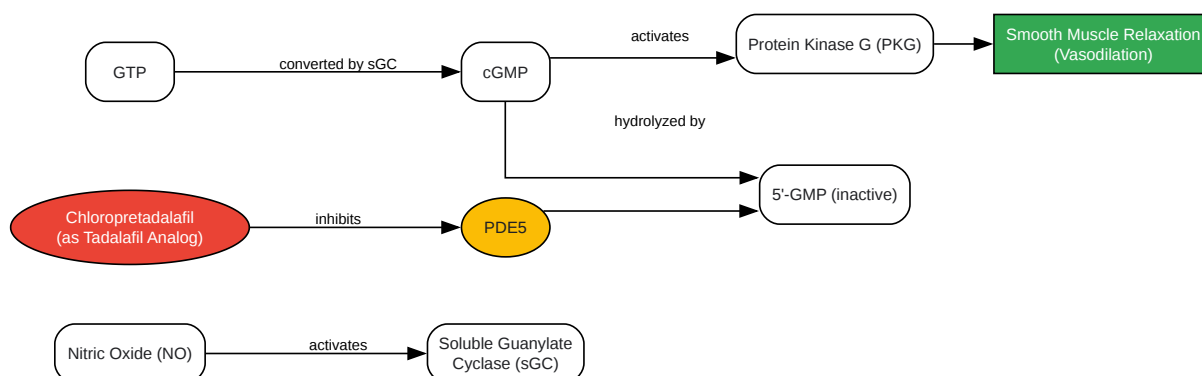 GTP
converted by sGC
cGMP
activates
Protein Kinase G (PKG)
Smooth Muscle Relaxation
(Vasodilation)
hydrolyzed by
5'-GMP (inactive)
Chloropretadalafil
(as Tadalafil Analog)
inhibits
PDE5
Nitric Oxide (NO)
activates
Soluble Guanylate
Cyclase (sGC)